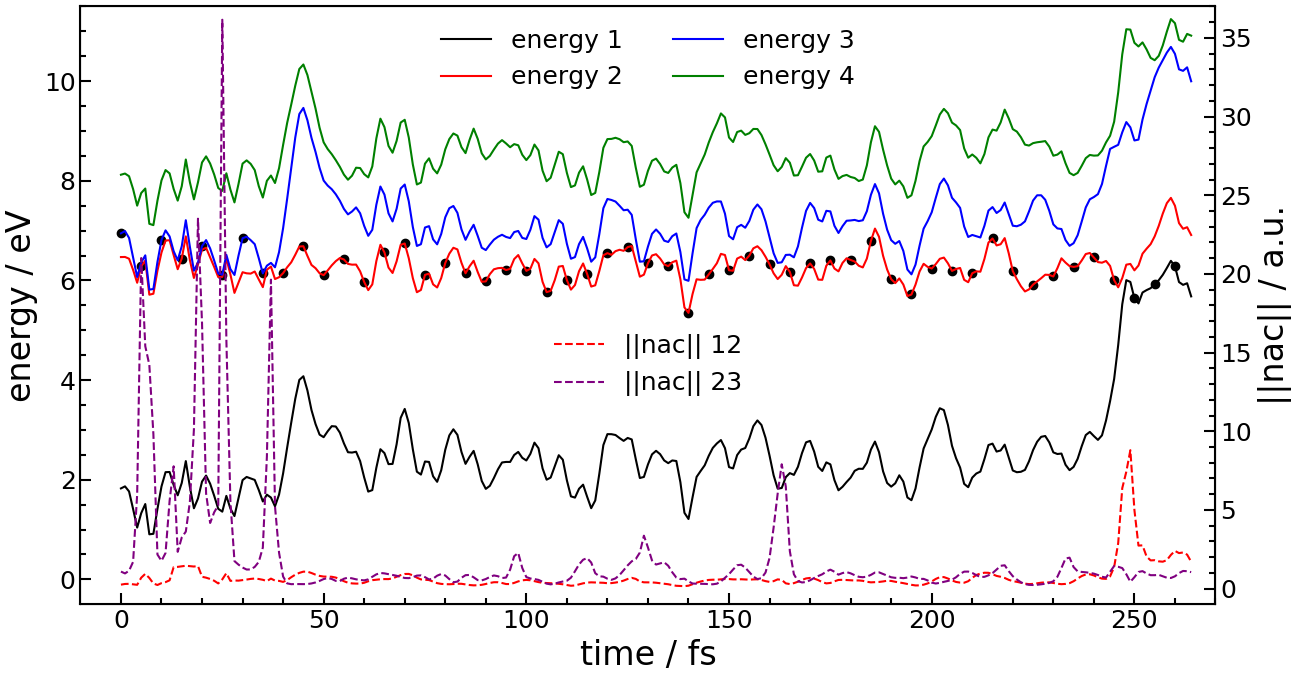 energy 1 energy 3
energy 2 energy 4
||nac|| 12
||nac|| 23
energy / eV
10
8
6
4
2
0
||nac|| / a.u.
35
30
25
20
15
10
5
0
0 50 100 150 200 250
time / fs